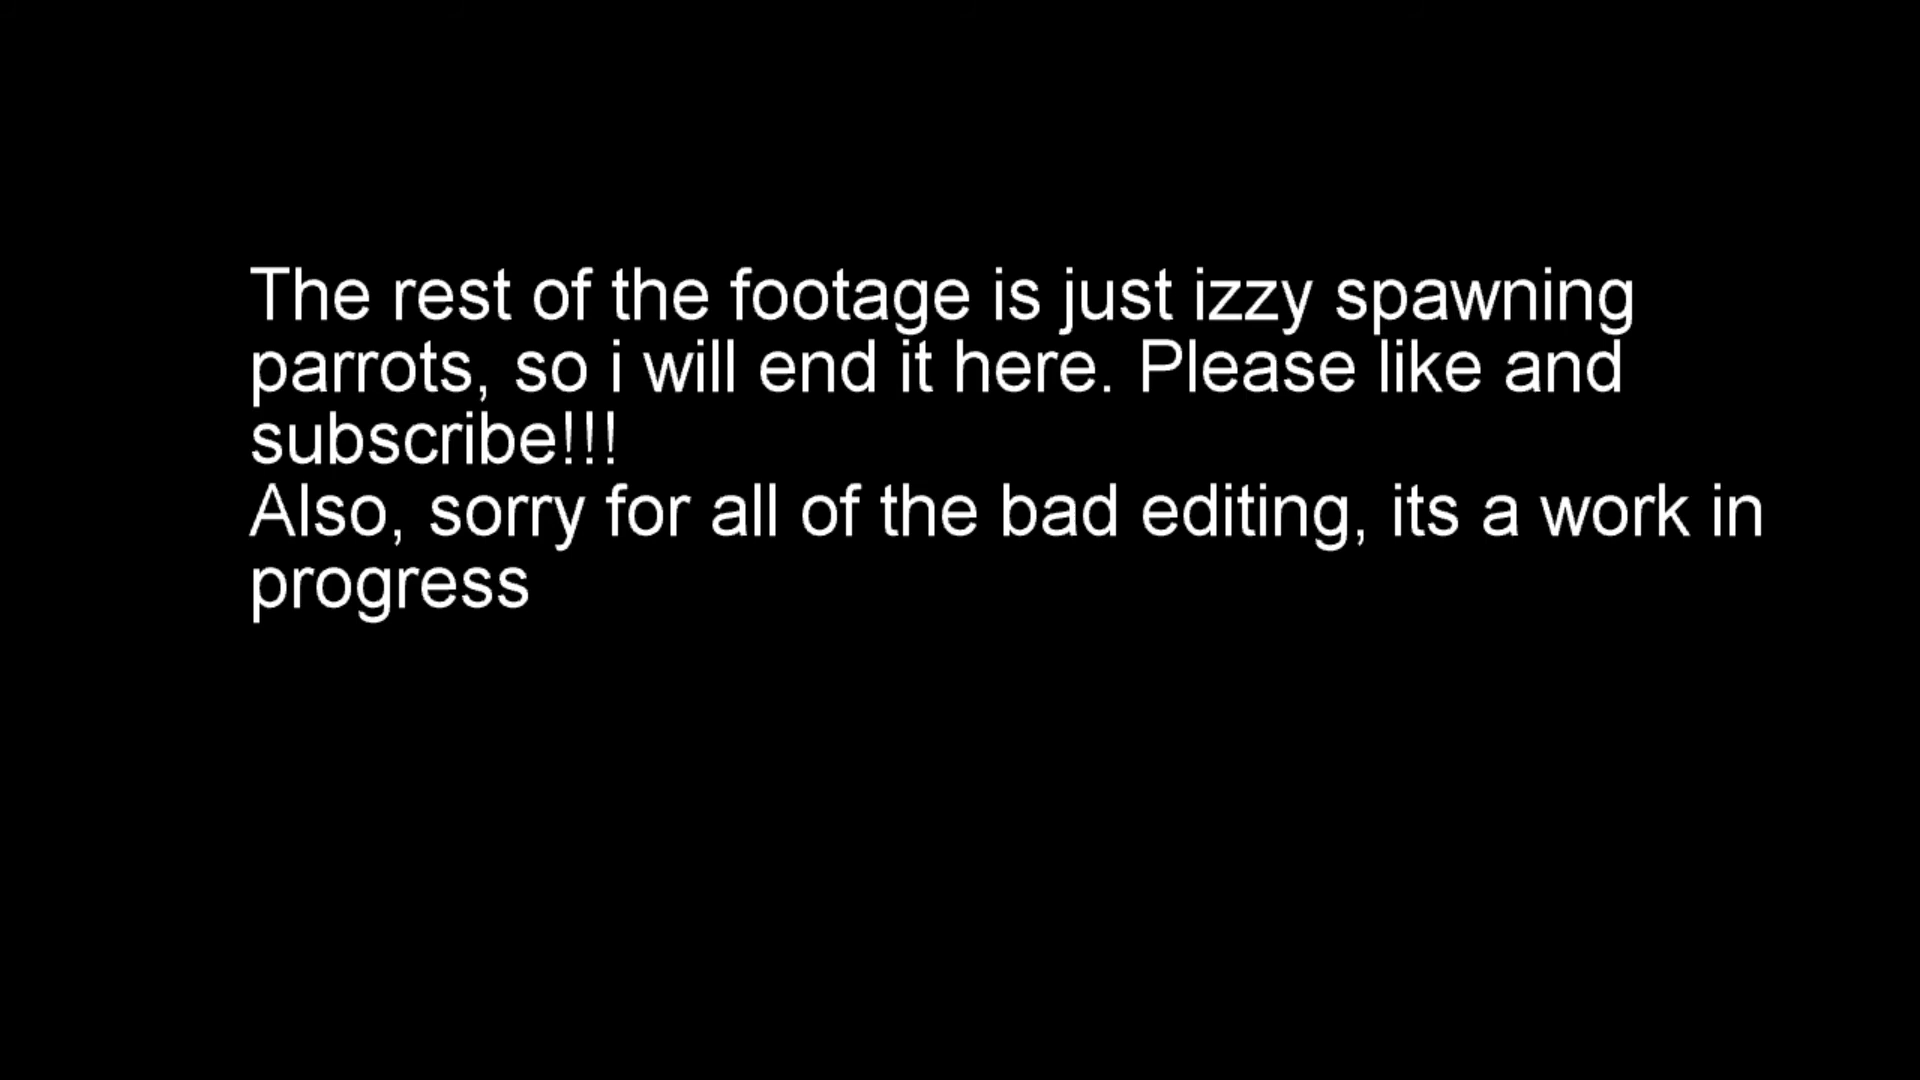 The rest of the footage is just izzy spawning
parrots, so i will end it here. Please like and
subscribe!!!
Also, sorry for all of the bad editing, its a work in
progress